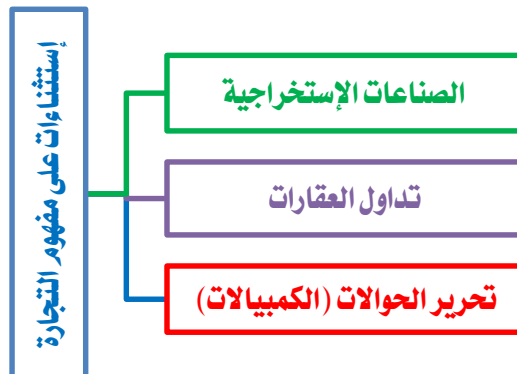 إستثناءات على مفهوم التجارة
الصناعات الإستخراجية
تداول العقارات
تحرير الحوالات (الكمبيالات)